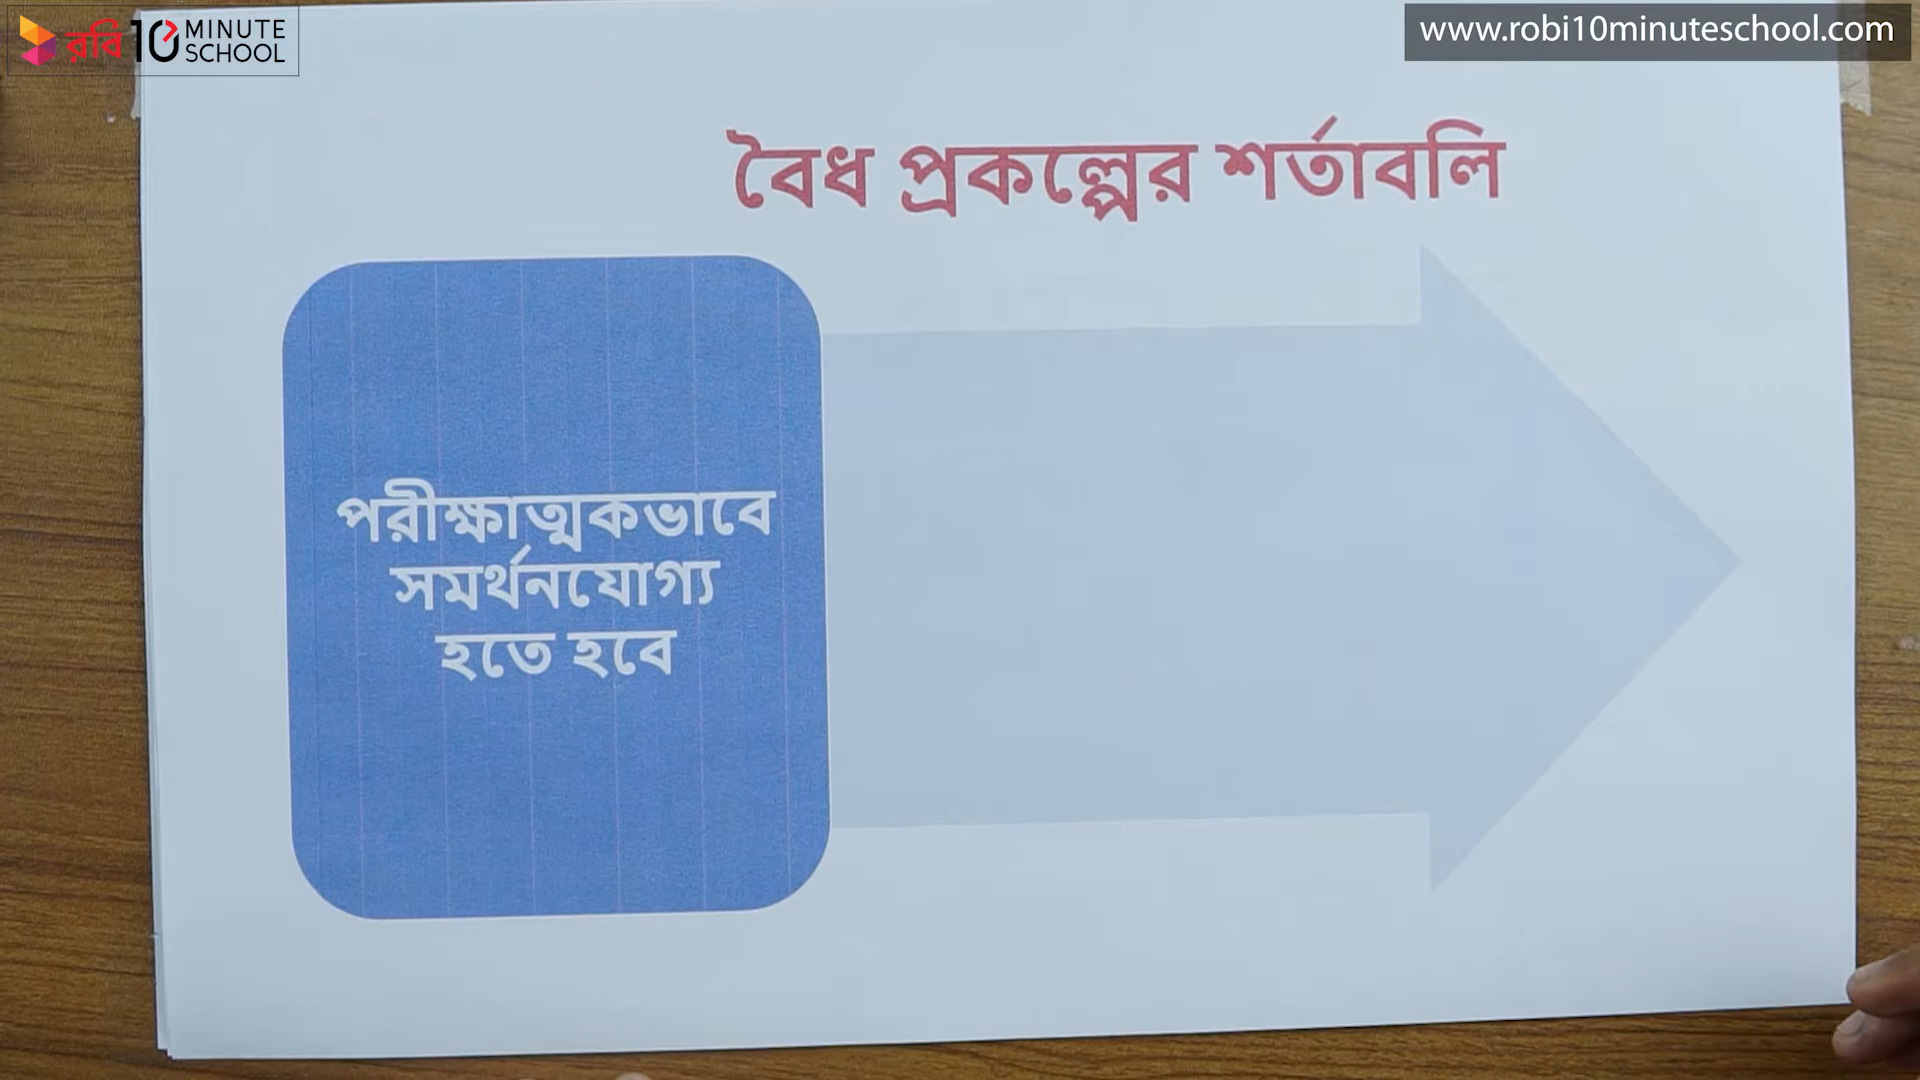 রবি 10 MINUTE SCHOOL
www.robi10minuteschool.com
বৈধ প্রকল্পের শর্তাবলি
পরীক্ষাত্মকভাবে
সমর্থনযোগ্য
হতে হবে